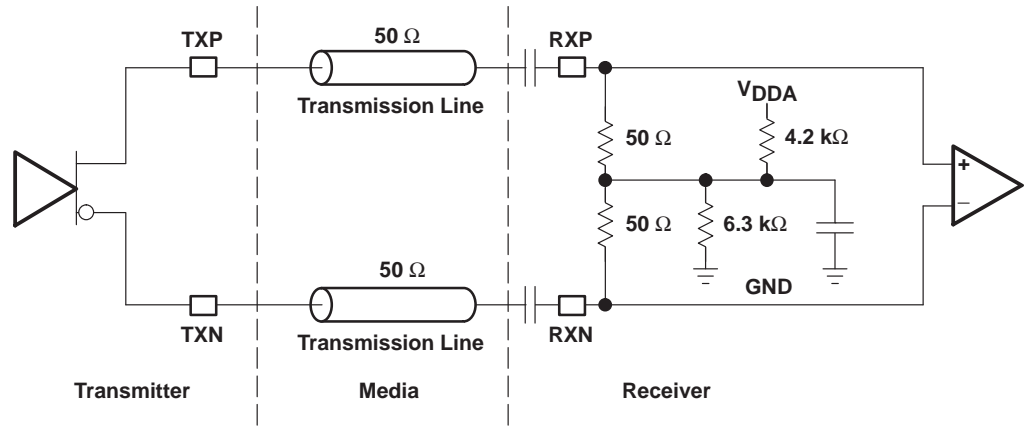 TXP
50 Ω
Transmission Line
RXP
VDDA
4.2 kΩ
50 Ω
+
−
50 Ω
6.3 kΩ
GND
50 Ω
Transmission Line
TXN
RXN
Transmitter
Media
Receiver